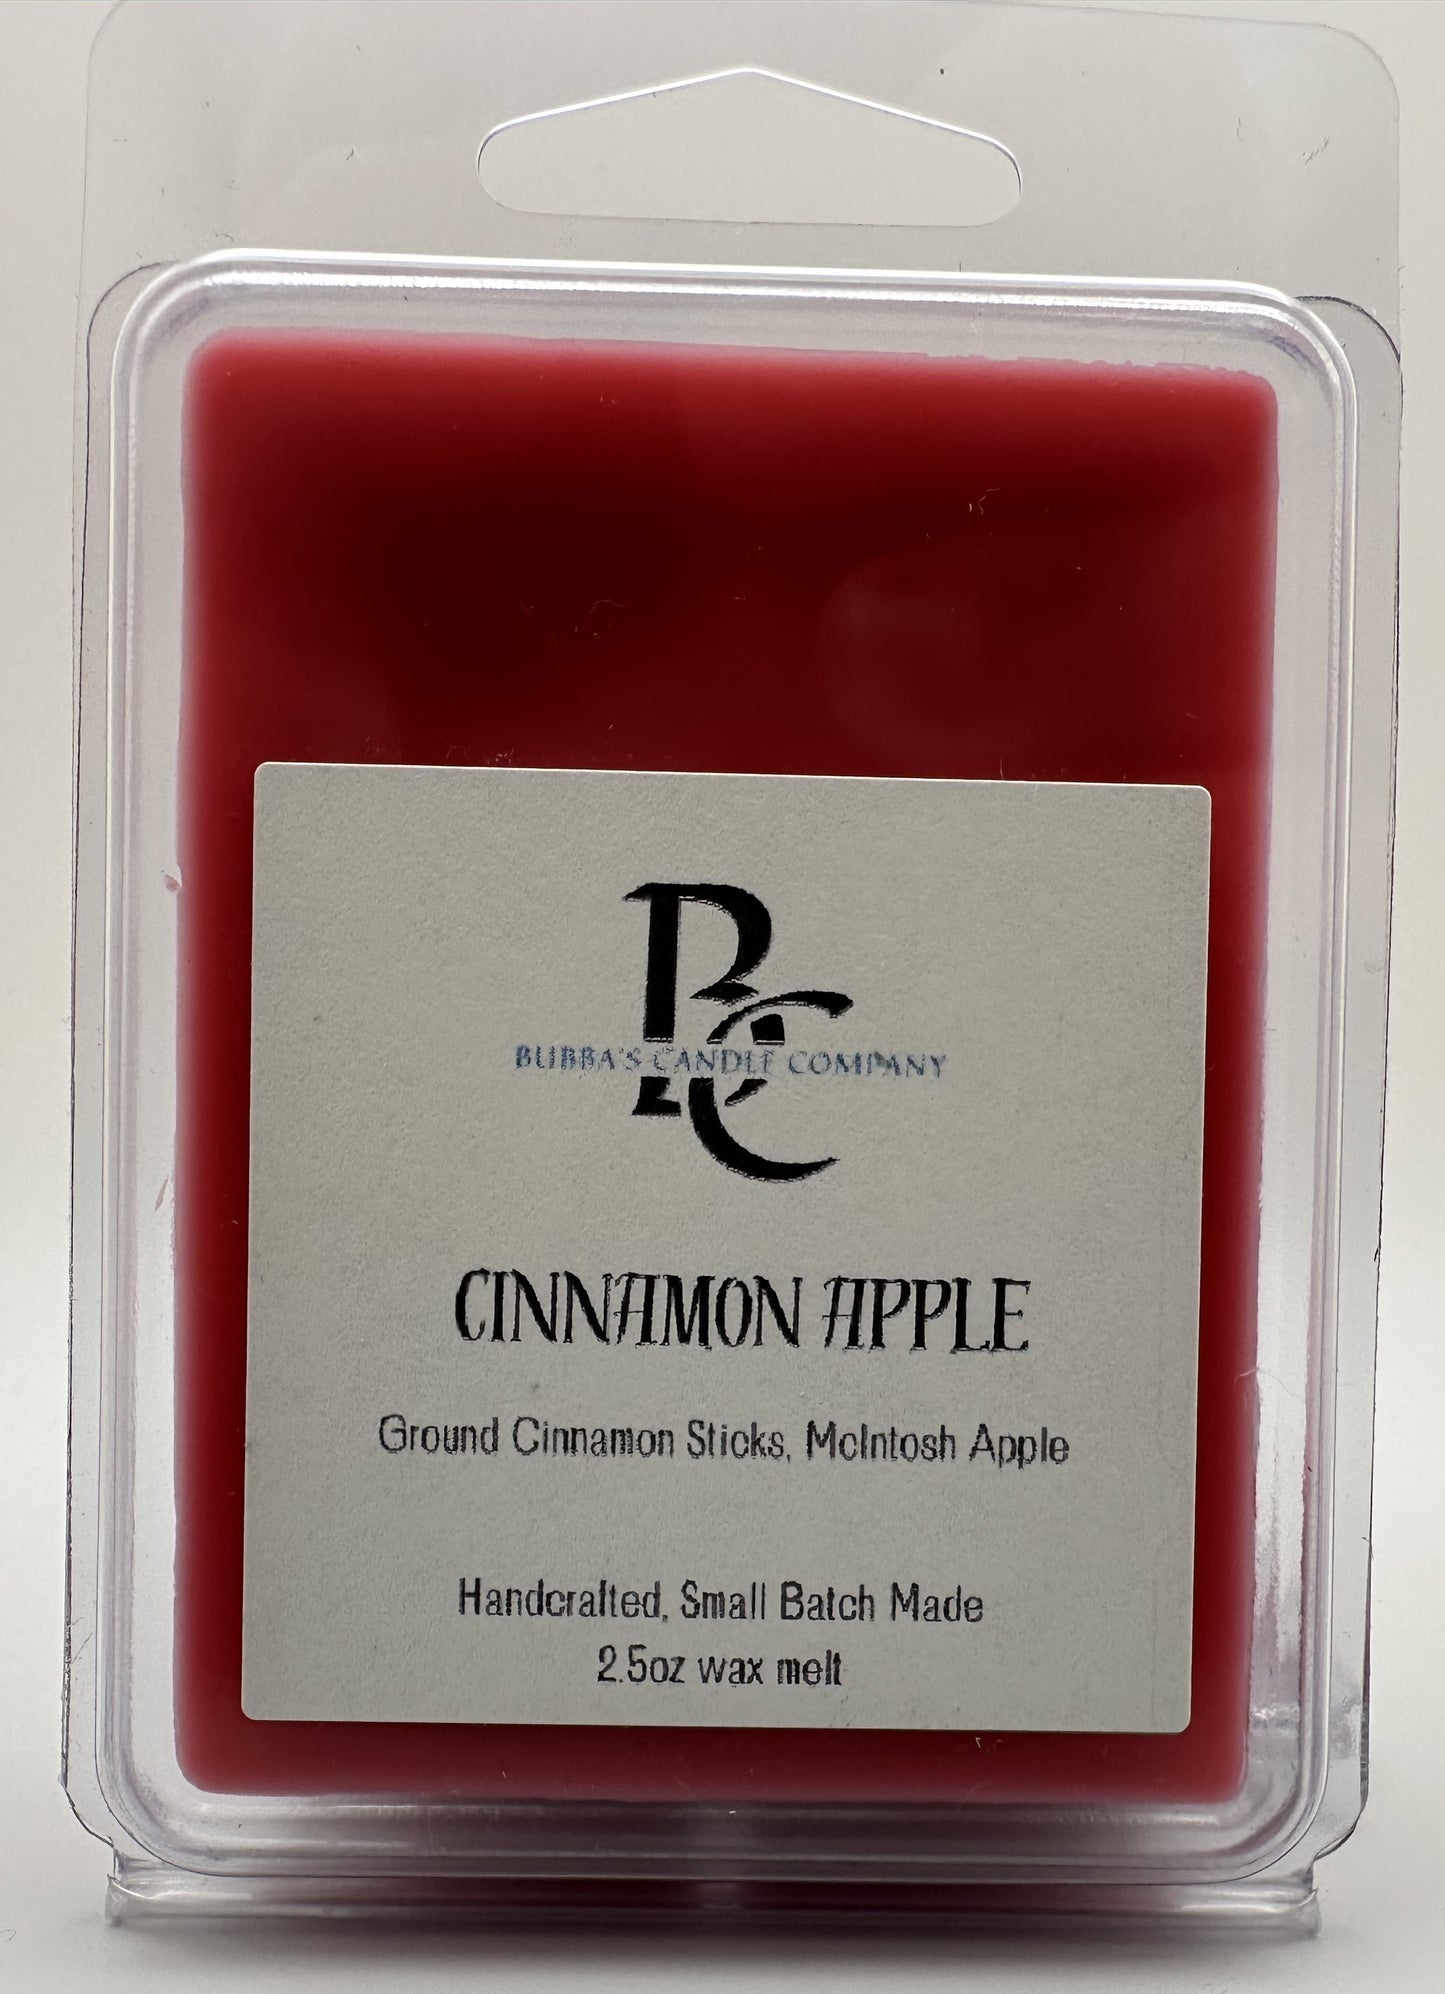 BC
BUBBA'S CANDLE COMPANY
CINNAMON APPLE
Ground Cinnamon Sticks, McIntosh Apple
Handcrafted, Small Batch Made
2.5oz wax melt